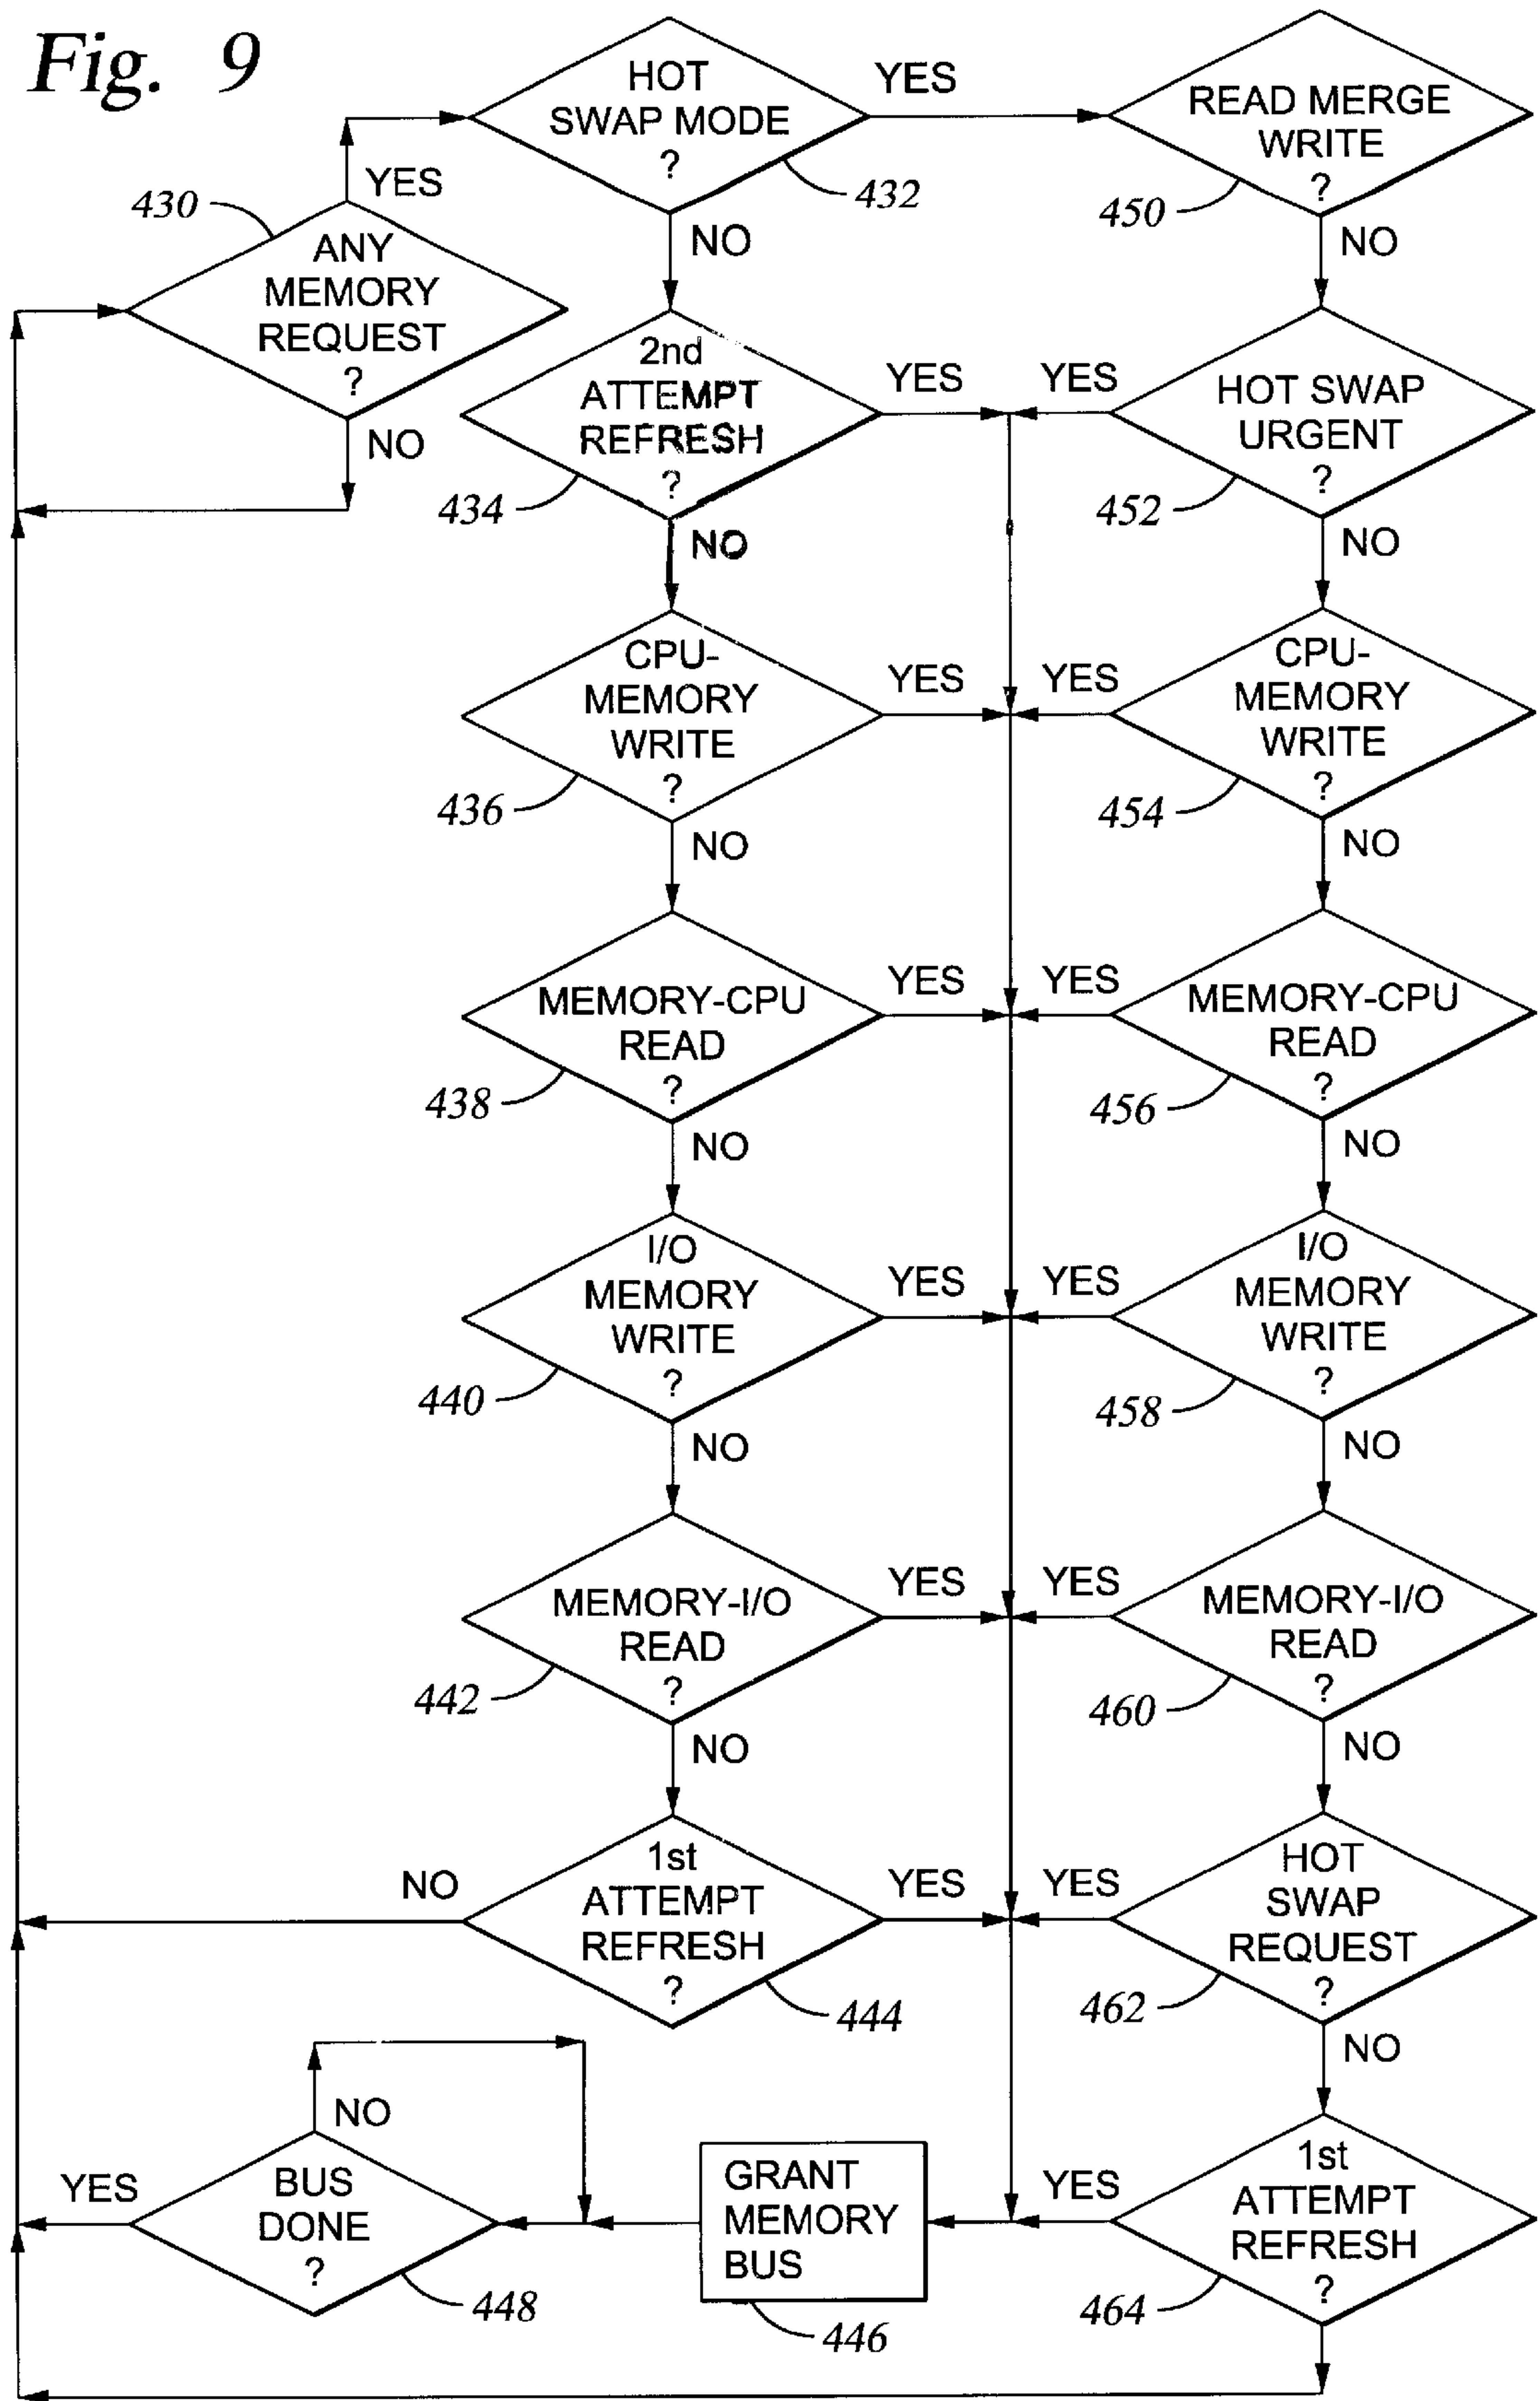 Fig. 9
HOT
SWAP MODE
?
YES
432
READ MERGE
WRITE
?
450
YES
430
ANY
MEMORY
REQUEST
?
NO
NO
NO
2nd
ATTEMPT
REFRESH
?
434
YES
YES
HOT SWAP
URGENT
?
452
NO
NO
CPU-
MEMORY
WRITE
?
436
YES
YES
CPU-
MEMORY
WRITE
?
454
NO
NO
MEMORY-CPU
READ
?
438
YES
YES
MEMORY-CPU
READ
?
456
NO
NO
I/O
MEMORY
WRITE
?
440
YES
YES
I/O
MEMORY
WRITE
?
458
NO
NO
MEMORY-I/O
READ
?
442
YES
YES
MEMORY-I/O
READ
?
460
NO
NO
NO
1st
ATTEMPT
REFRESH
?
444
YES
YES
HOT
SWAP
REQUEST
?
462
NO
NO
YES
BUS
DONE
?
448
GRANT
MEMORY
BUS
446
YES
1st
ATTEMPT
REFRESH
?
464